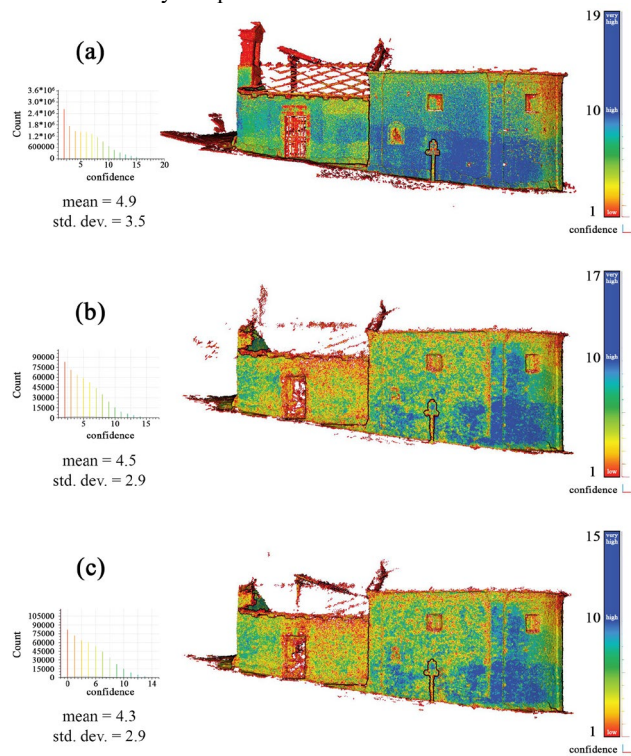 (a)
3.6*10⁶
3.0*10⁶
2.4*10⁶
1.8*10⁶
1.2*10⁶
600000
0
Count
5
10
15
20
confidence
mean = 4.9
std. dev. = 3.5
19
very
high
10
high
1
low
confidence
(b)
90000
75000
60000
45000
30000
15000
0
Count
5
10
15
confidence
mean = 4.5
std. dev. = 2.9
17
very
high
10
high
1
low
confidence
(c)
105000
90000
75000
60000
45000
30000
15000
0
Count
0
6
10
14
confidence
mean = 4.3
std. dev. = 2.9
15
very
high
10
high
1
low
confidence